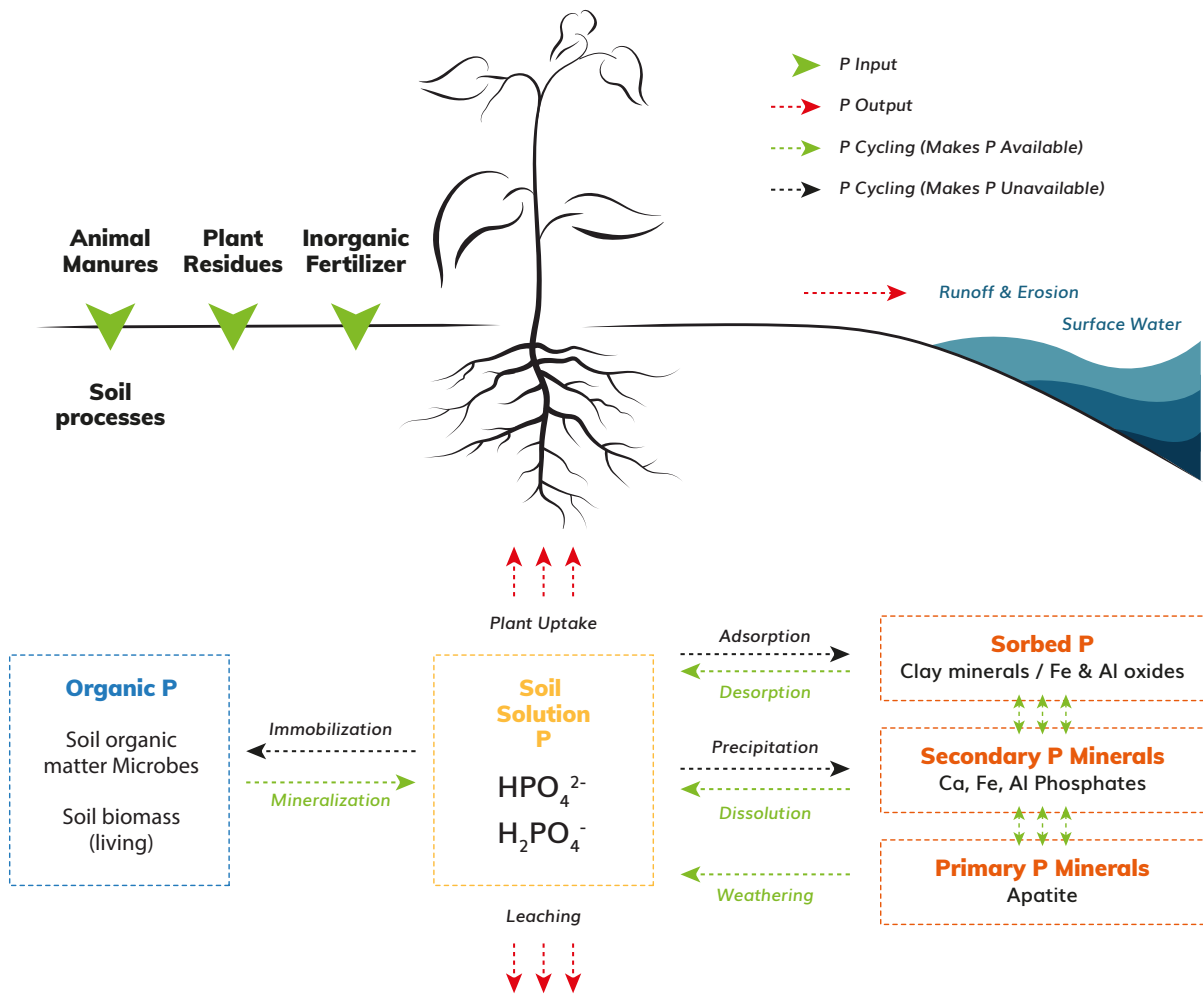 P Input
P Output
P Cycling (Makes P Available)
P Cycling (Makes P Unavailable)
Animal
Manures
Plant
Residues
Inorganic
Fertilizer
Runoff & Erosion
Surface Water
Soil
processes
Plant Uptake
Organic P
Soil organic
matter Microbes
Soil biomass
(living)
Immobilization
Mineralization
Soil
Solution
P
HPO₄²⁻
H₂PO₄⁻
Leaching
Adsorption
Desorption
Precipitation
Dissolution
Weathering
Sorbed P
Clay minerals / Fe & Al oxides
Secondary P Minerals
Ca, Fe, Al Phosphates
Primary P Minerals
Apatite